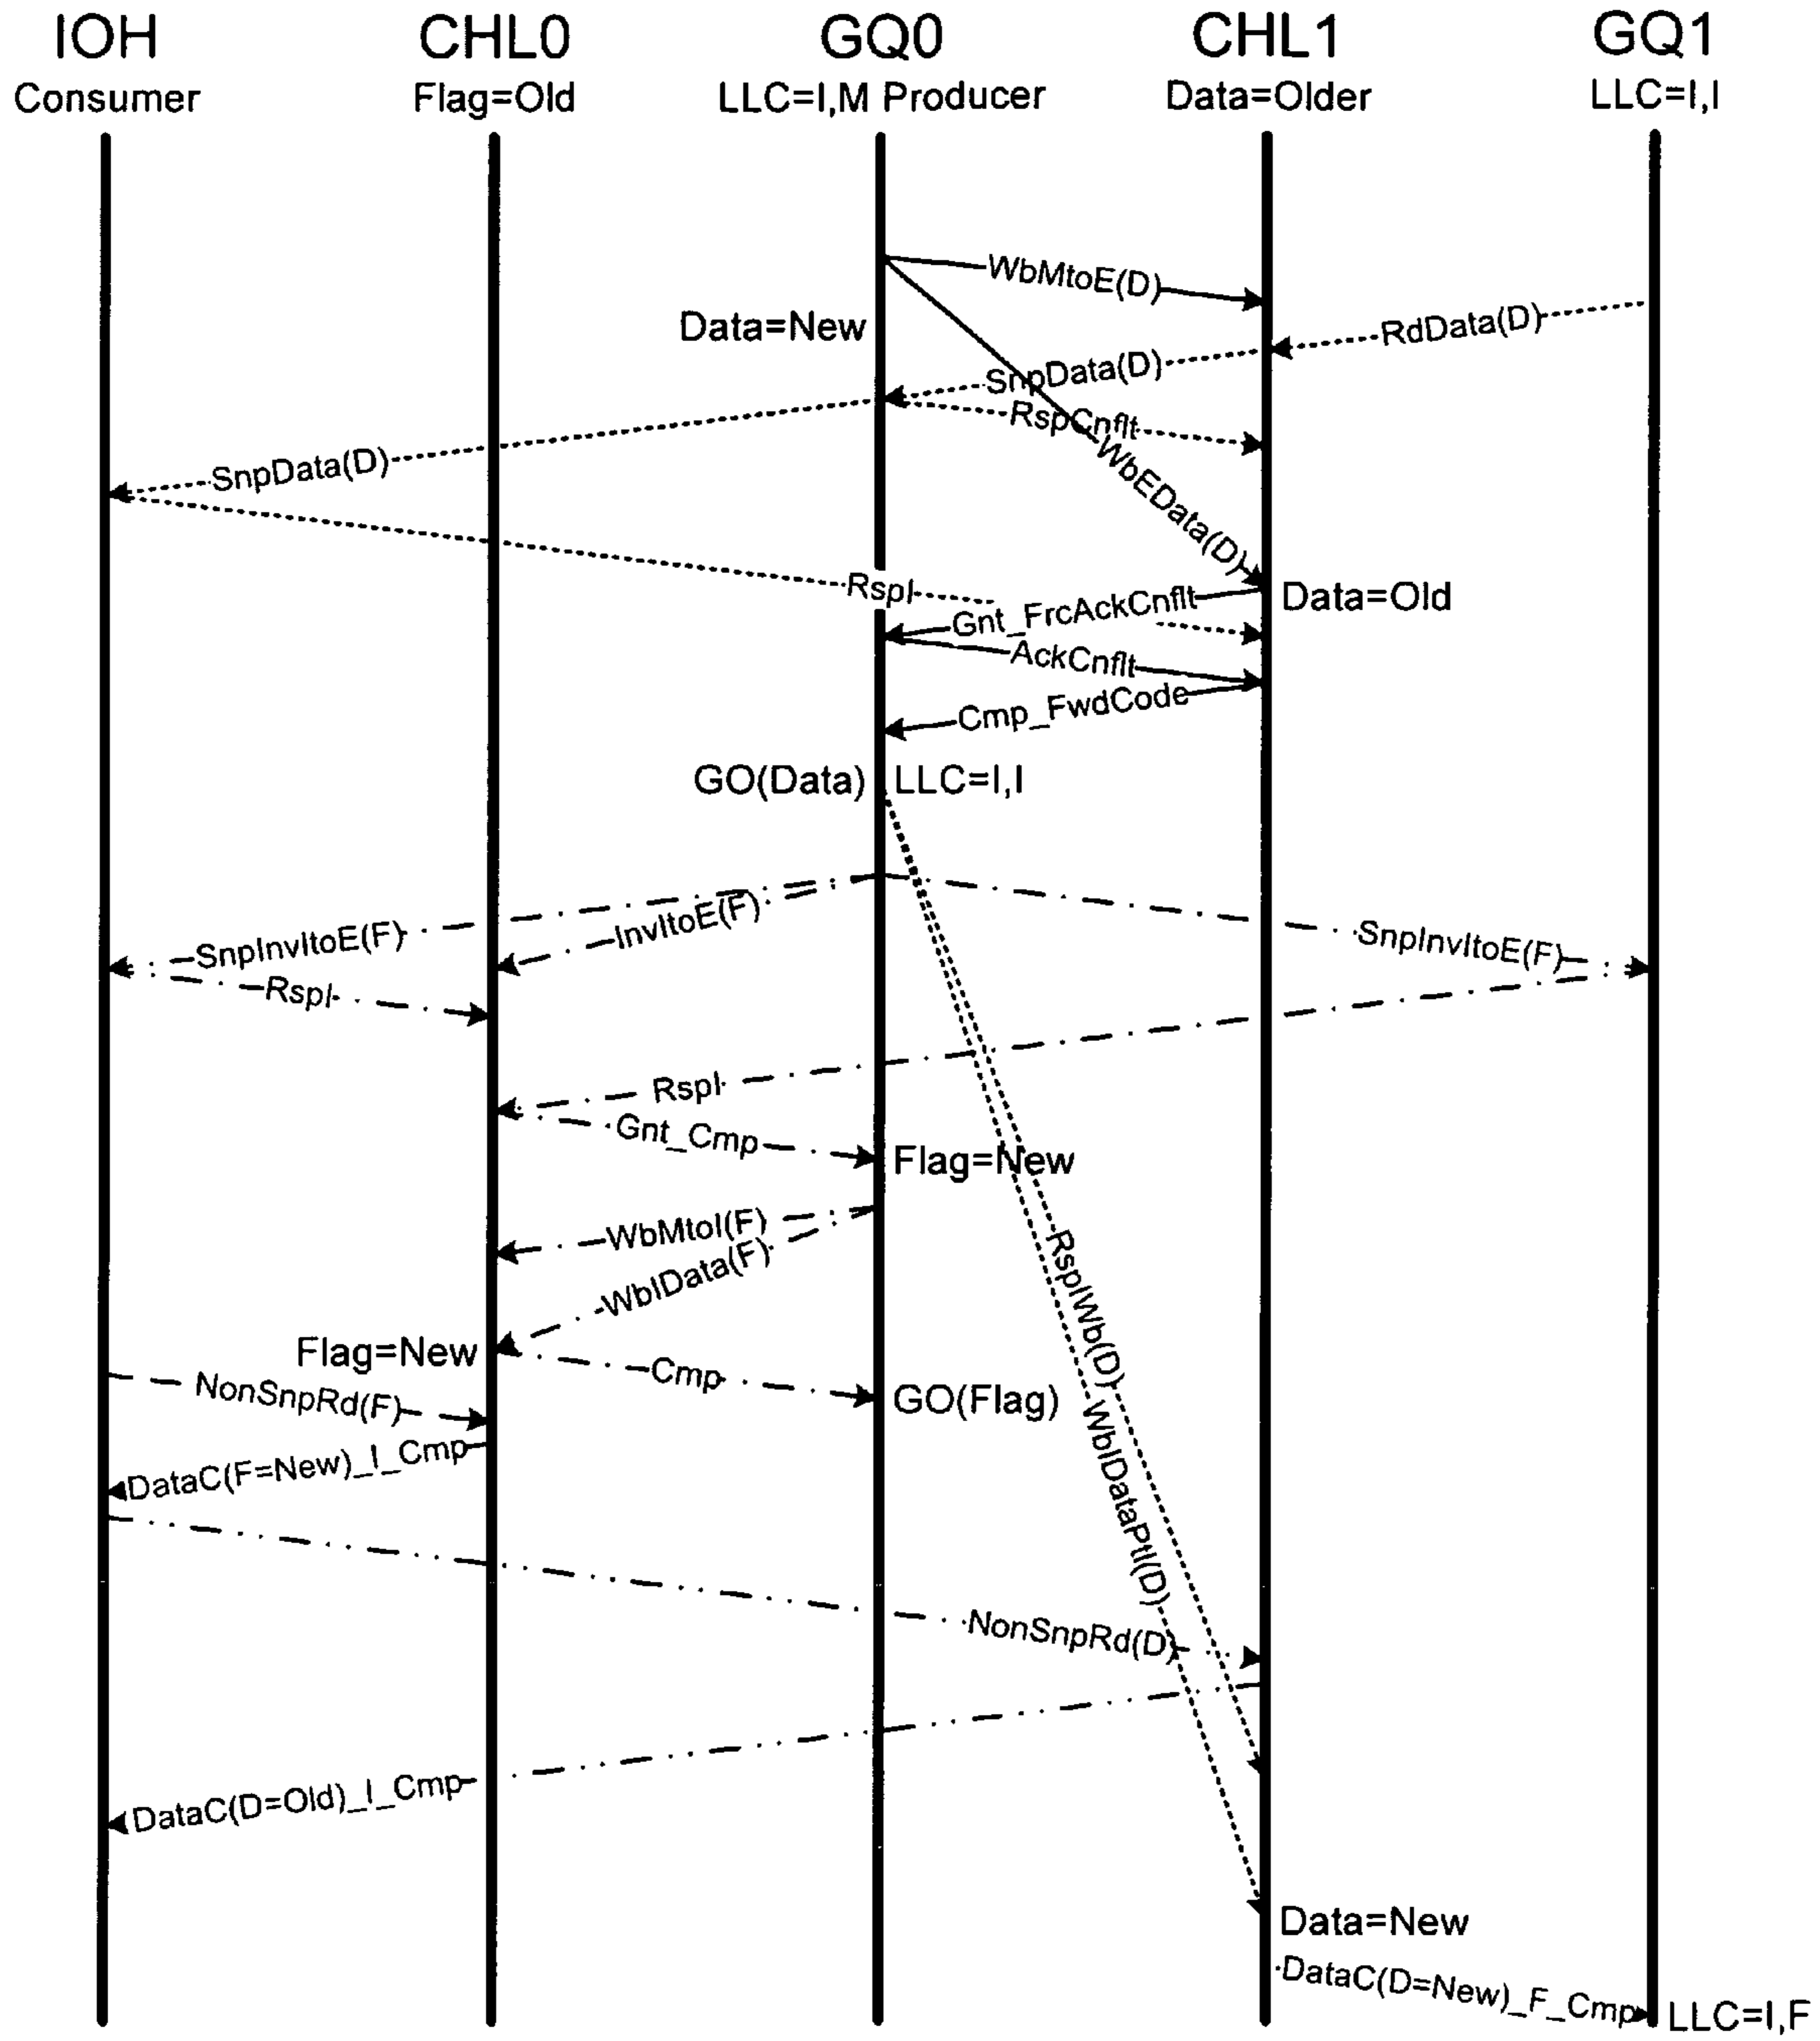 IOH
CHL0
GQ0
CHL1
GQ1
Consumer
Flag=Old
LLC=I,M Producer
Data=Older
LLC=I,I
WbMtoE(D)
Data=New
RdData(D)
SnpData(D)
RspCnflt
SnpData(D)
WbEData(D)
RspI
Gnt_FrcAckCnflt
Data=Old
AckCnflt
Cmp_FwdCode
GO(Data)
LLC=I,I
SnpInvItoE(F)
InvItoE(F)
SnpInvItoE(F)
RspI
RspI
Gnt_Cmp
Flag=New
WbMtoI(F)
WbIData(F)
RspIWb(D)
Flag=New
Cmp
NonSnpRd(F)
GO(Flag)
WbIDataPtl(D)
DataC(F=New)_I_Cmp
NonSnpRd(D)
DataC(D=Old)_I_Cmp
Data=New
DataC(D=New)_F_Cmp
LLC=I,F